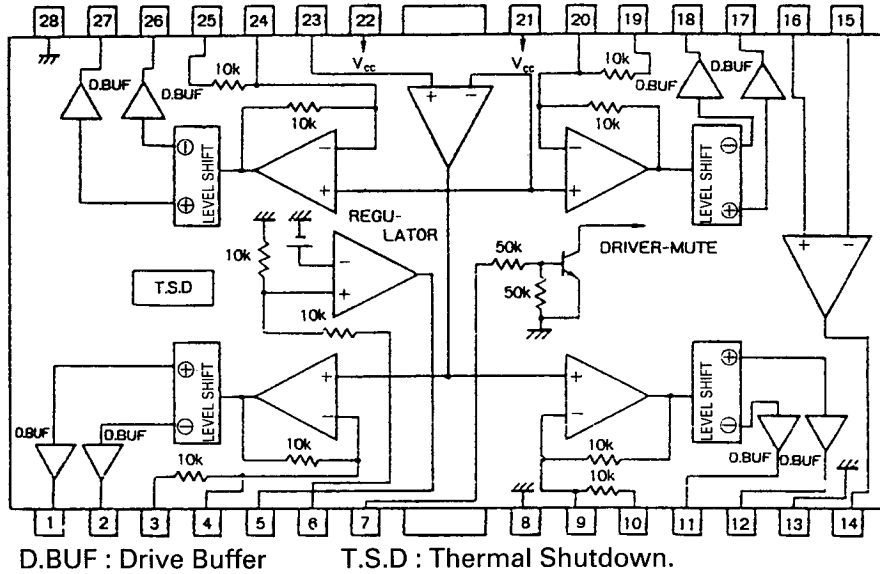 28 27 26 25 24 23 22 21 20 19 18 17 16 15
10k Vcc Vcc 10k
D.BUF D.BUF D.BUF D.BUF
10k 10k
+ − − +
− −
⊖ LEVEL SHIFT ⊕
⊖ LEVEL SHIFT ⊕
+ +
REGU-
LATOR
DRIVER-MUTE
+ −
10k − + 50k
T.S.D
50k
10k
⊕ LEVEL SHIFT ⊖
⊕ LEVEL SHIFT ⊖
+ +
− −
D.BUF D.BUF 10k 10k
10k 10k D.BUF D.BUF
1 2 3 4 5 6 7 8 9 10 11 12 13 14
D.BUF : Drive Buffer T.S.D : Thermal Shutdown.